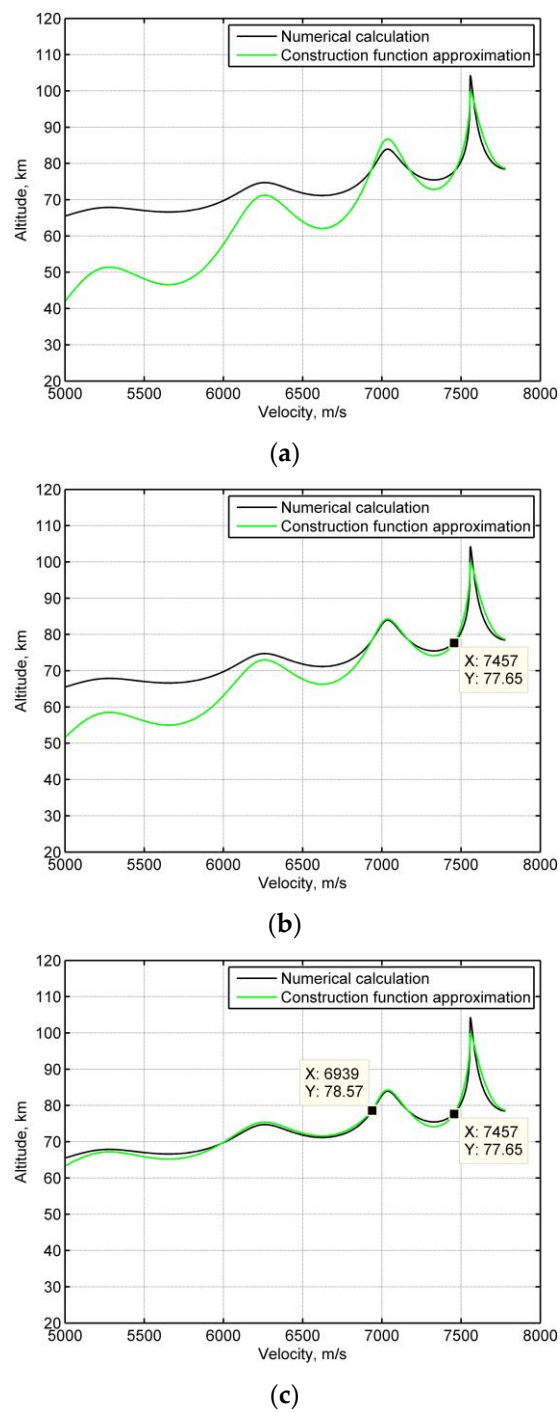 120
110
100
90
80
70
60
50
40
30
20
Altitude, km
Numerical calculation
Construction function approximation
5000 5500 6000 6500 7000 7500 8000
Velocity, m/s
(a)
120
110
100
90
80
70
60
50
40
30
20
Altitude, km
Numerical calculation
Construction function approximation
X: 7457
Y: 77.65
5000 5500 6000 6500 7000 7500 8000
Velocity, m/s
(b)
120
110
100
90
80
70
60
50
40
30
20
Altitude, km
Numerical calculation
Construction function approximation
X: 6939
Y: 78.57
X: 7457
Y: 77.65
5000 5500 6000 6500 7000 7500 8000
Velocity, m/s
(c)